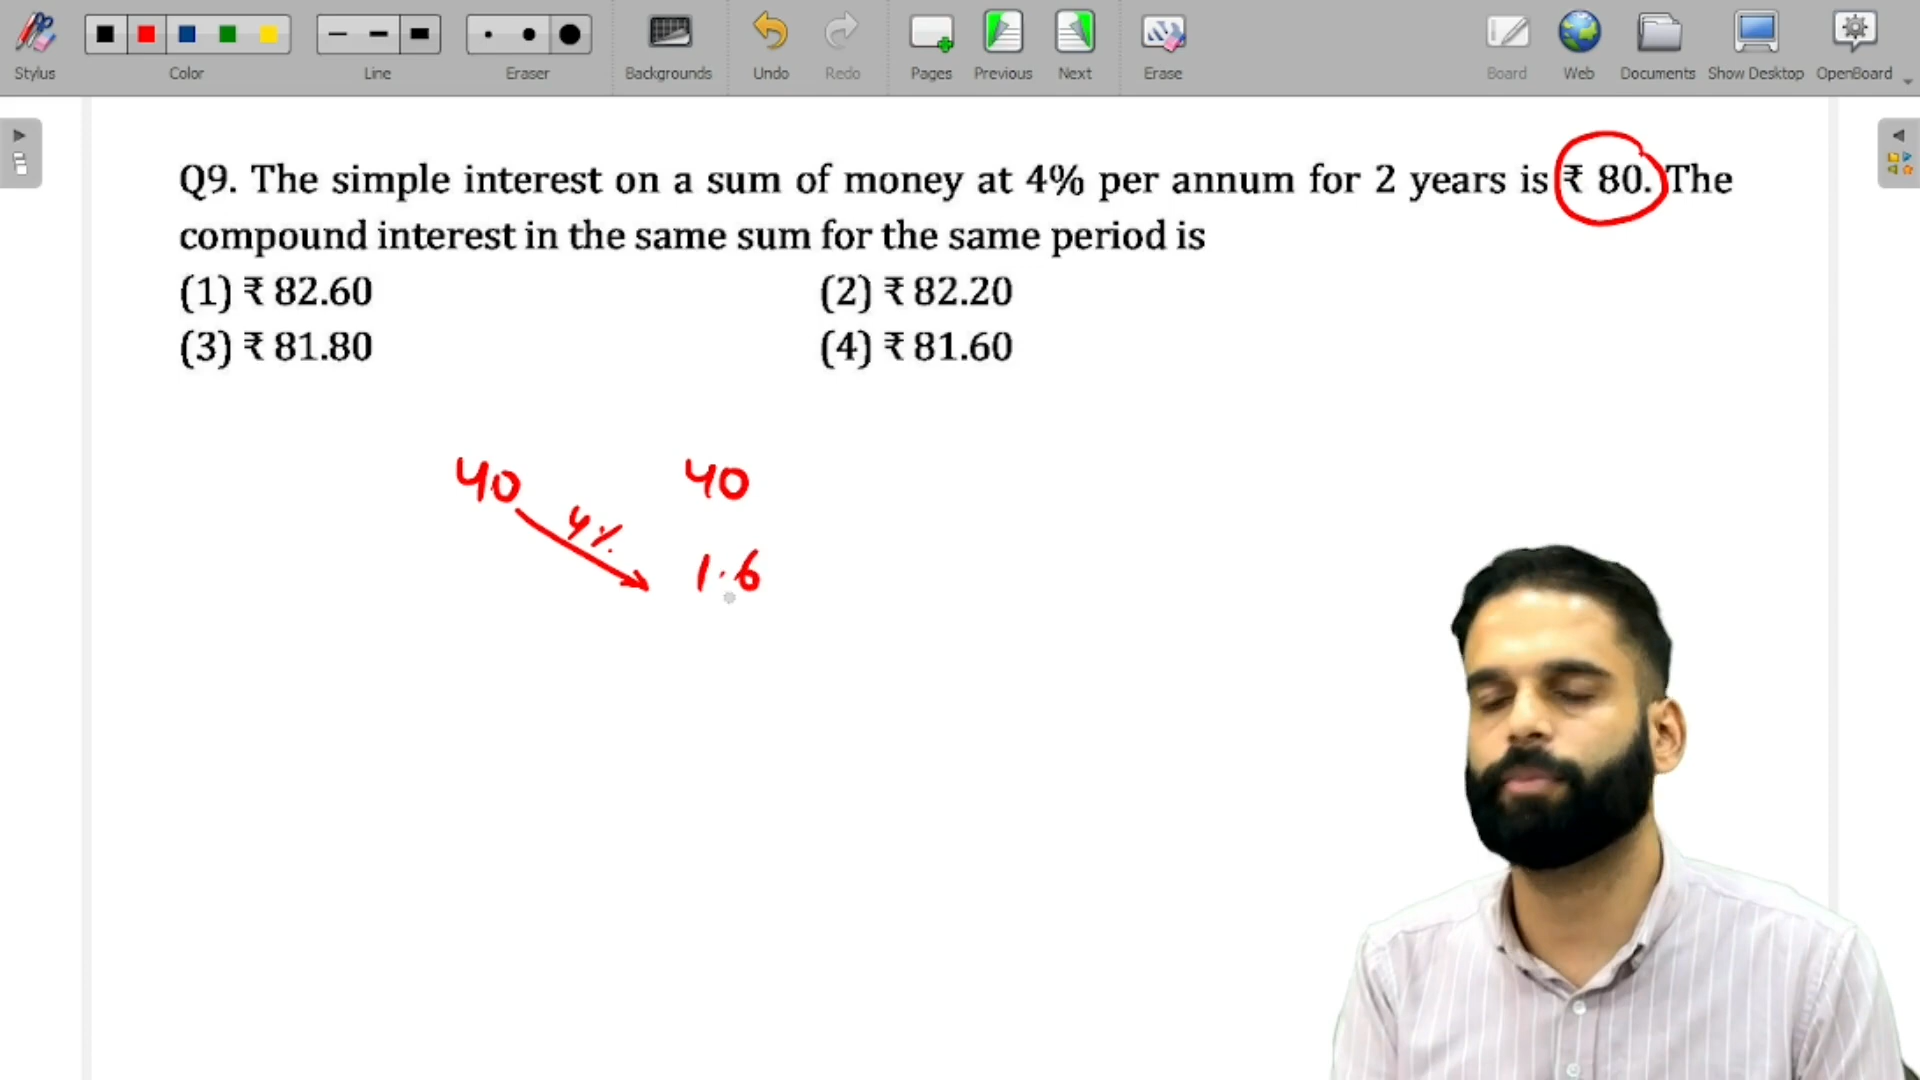 Stylus
Color
Line
Eraser
Backgrounds
Undo
Redo
Pages
Previous
Next
Erase
Board
Web
Documents
Show Desktop
OpenBoard
Q9. The simple interest on a sum of money at 4% per annum for 2 years is ₹ 80. The
compound interest in the same sum for the same period is
(1) ₹ 82.60
(2) ₹ 82.20
(3) ₹ 81.80
(4) ₹ 81.60
40
40
4%
1.6